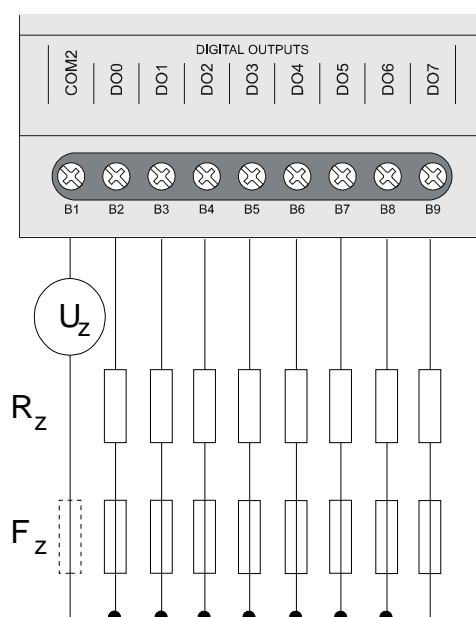 DIGITAL OUTPUTS
COM2 DO0 DO1 DO2 DO3 DO4 DO5 DO6 DO7
B1 B2 B3 B4 B5 B6 B7 B8 B9
Uz
Rz
Fz